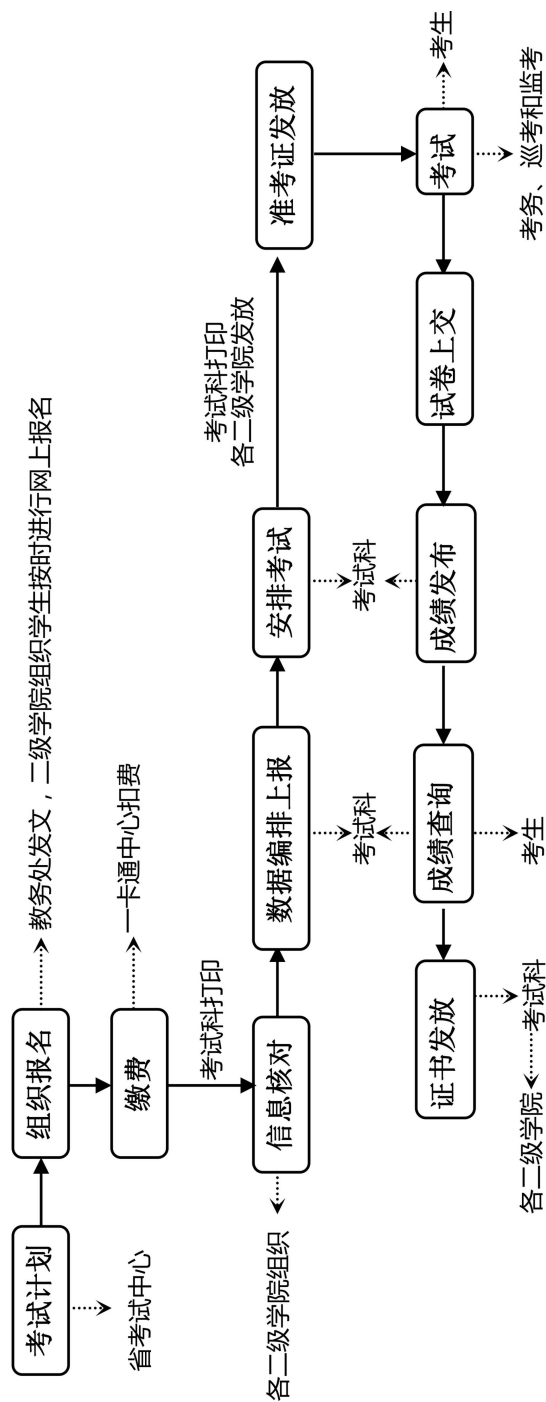 考试计划
省考试中心
组织报名
教务处发文，二级学院组织学生按时进行网上报名
缴费
一卡通中心扣费
考试科打印
信息核对
各二级学院组织
数据编排上报
考试科
安排考试
考试科
考试科打印
各二级学院发放
准考证发放
考试
考生
考务、巡考和监考
试卷上交
成绩发布
成绩查询
考生
证书发放
考试科
各二级学院